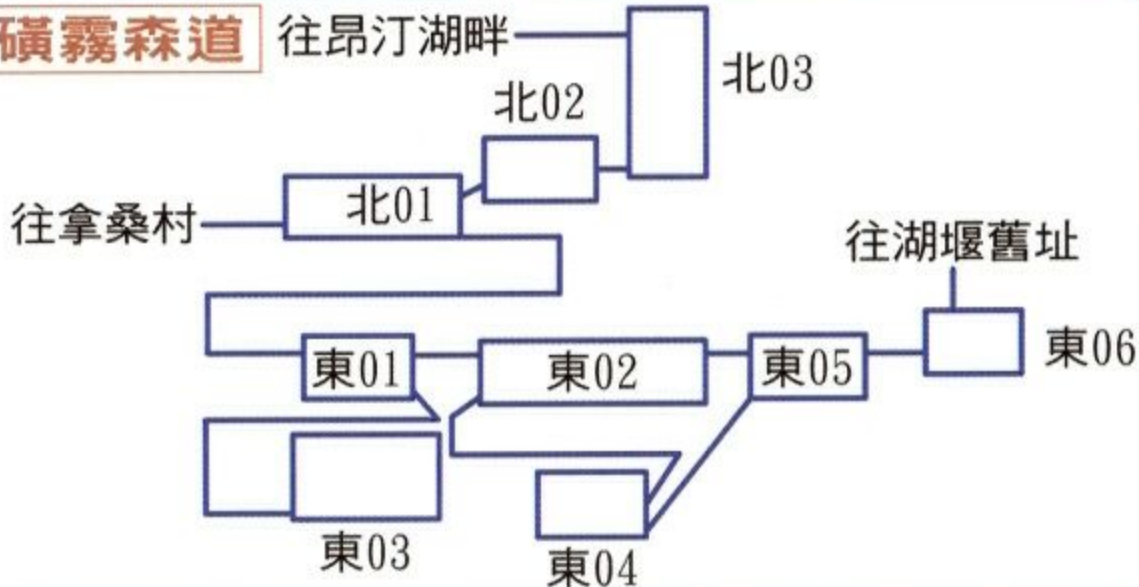 磺霧森道
往昂汀湖畔
北03
北02
北01
往拿桑村
往湖堰舊址
東01
東02
東05
東06
東03
東04